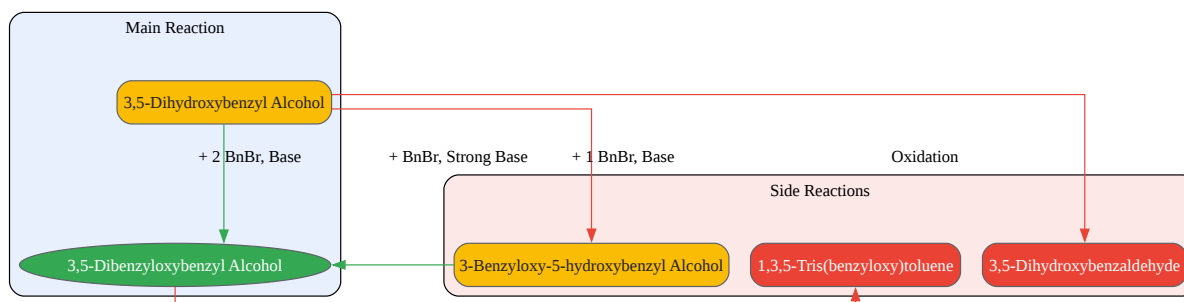 Main Reaction
3,5-Dihydroxybenzyl Alcohol
+ 2 BnBr, Base
+ BnBr, Strong Base
+ 1 BnBr, Base
Oxidation
Side Reactions
3,5-Dibenzyloxybenzyl Alcohol
3-Benzyloxy-5-hydroxybenzyl Alcohol
1,3,5-Tris(benzyloxy)toluene
3,5-Dihydroxybenzaldehyde